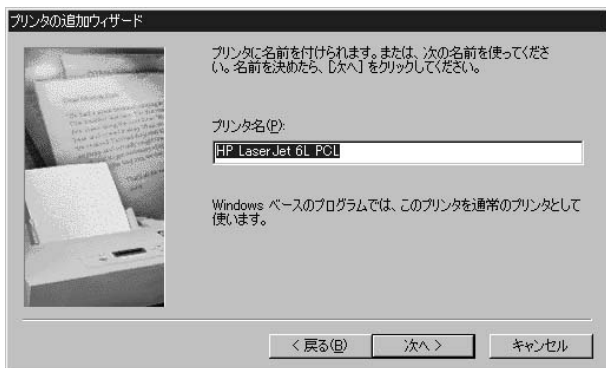 プリンタの追加ウィザード
プリンタに名前を付けられます。または、次の名前を使ってくださ
い。名前を決めたら、[次へ] をクリックしてください。
プリンタ名(P):
HP LaserJet 6L PCL
Windows ベースのプログラムでは、このプリンタを通常のプリンタとして
使います。
< 戻る(B)
次へ >
キャンセル